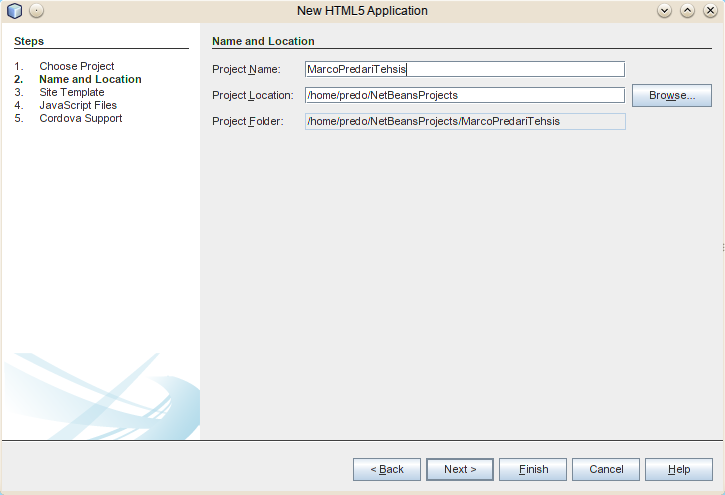 New HTML5 Application
Steps
1. Choose Project
2. Name and Location
3. Site Template
4. JavaScript Files
5. Cordova Support
Name and Location
Project Name: MarcoPredariTehsis
Project Location: /home/predo/NetBeansProjects Browse...
Project Folder: /home/predo/NetBeansProjects/MarcoPredariTehsis
< Back Next > Finish Cancel Help